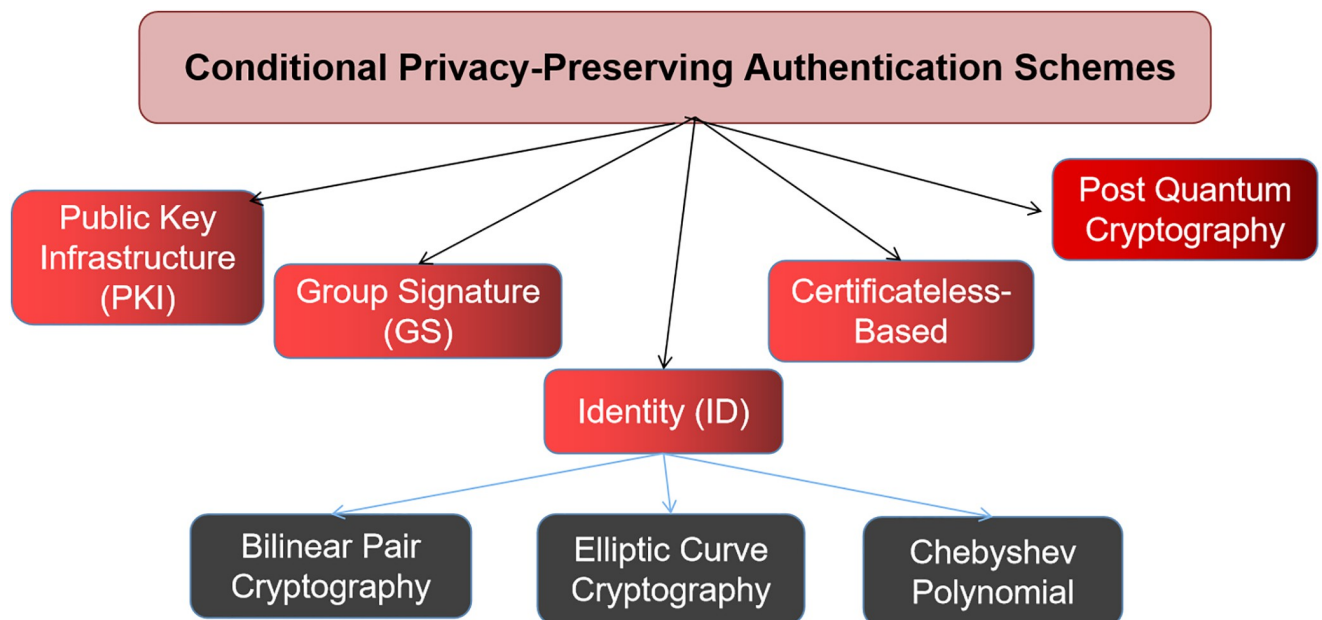 Conditional Privacy-Preserving Authentication Schemes
Public Key
Infrastructure
(PKI)
Group Signature
(GS)
Identity (ID)
Certificateless-
Based
Post Quantum
Cryptography
Bilinear Pair
Cryptography
Elliptic Curve
Cryptography
Chebyshev
Polynomial